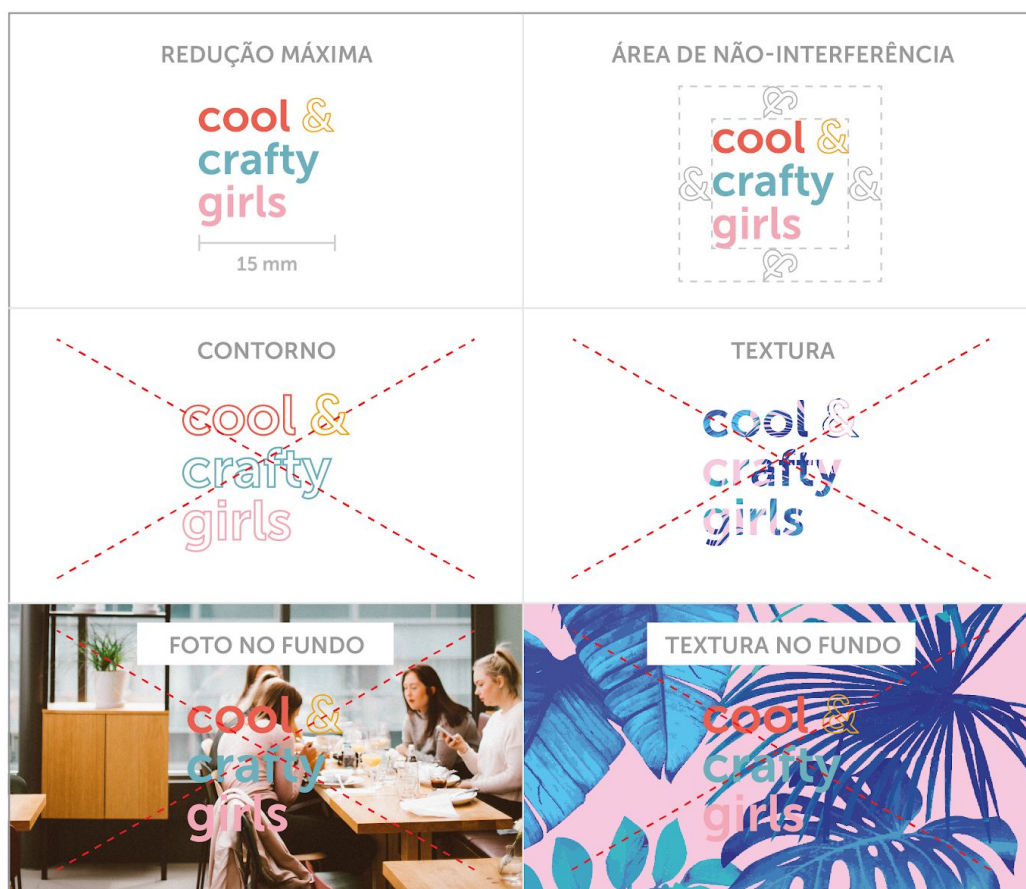 REDUÇÃO MÁXIMA
cool &
crafty
girls
15 mm
ÁREA DE NÃO-INTERFERÊNCIA
&
cool &
& crafty &
girls
&
CONTORNO
cool &
crafty
girls
TEXTURA
cool &
crafty
girls
FOTO NO FUNDO
cool &
crafty
girls
TEXTURA NO FUNDO
cool &
crafty
girls